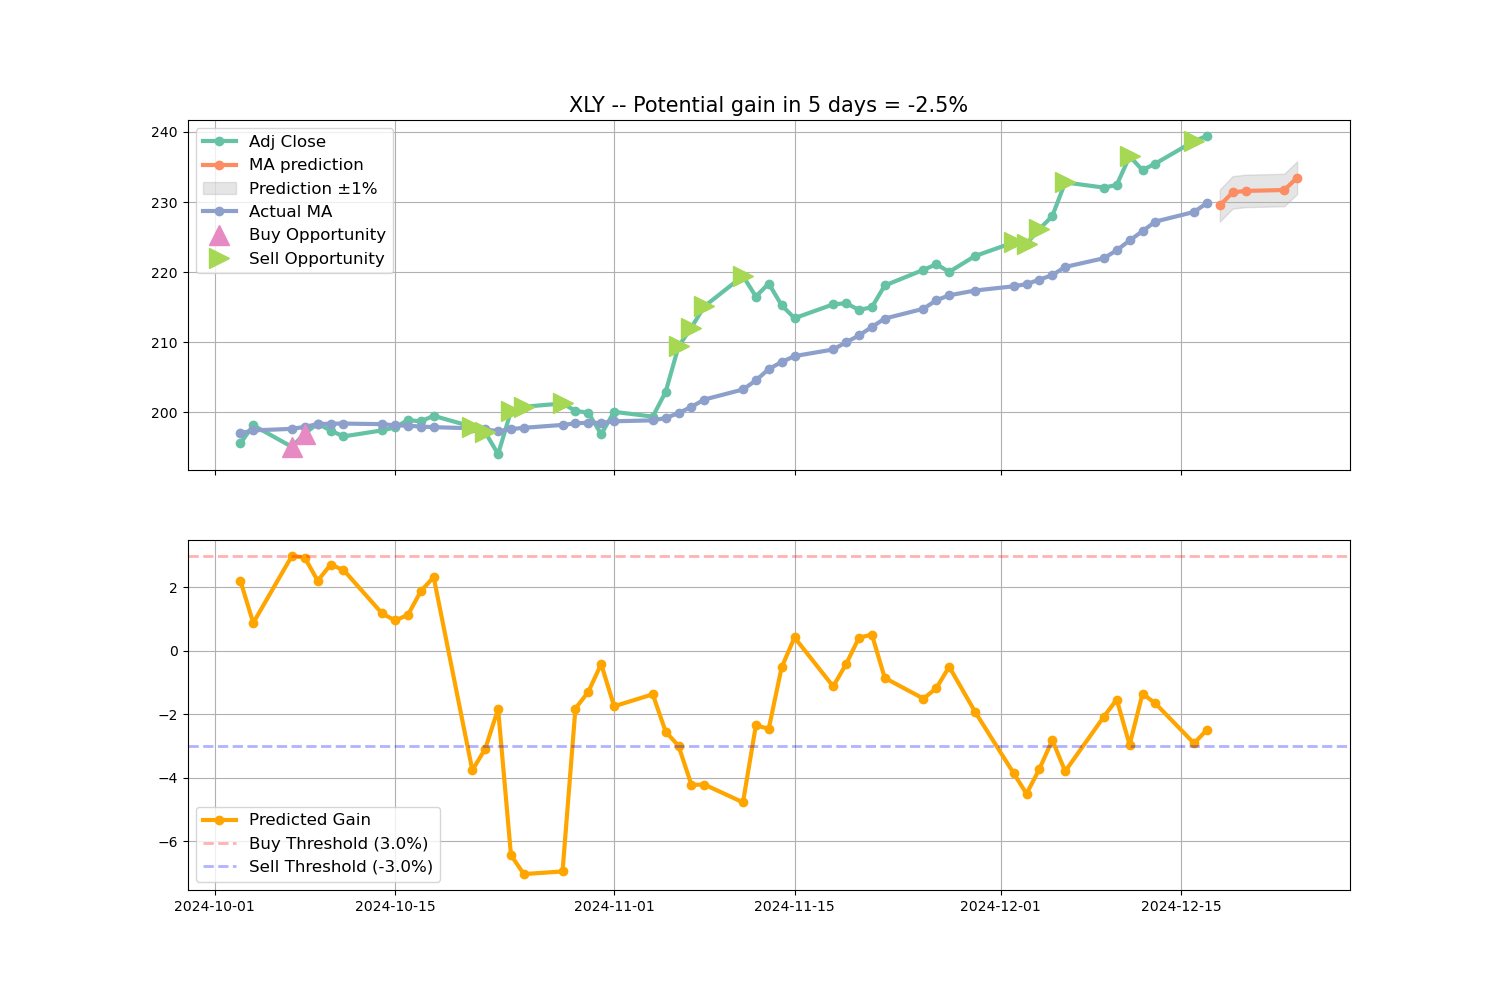 XLY -- Potential gain in 5 days = -2.5%
240
230
220
210
200
Adj Close
MA prediction
Prediction ±1%
Actual MA
Buy Opportunity
Sell Opportunity
2
0
−2
−4
−6
Predicted Gain
Buy Threshold (3.0%)
Sell Threshold (-3.0%)
2024-10-01
2024-10-15
2024-11-01
2024-11-15
2024-12-01
2024-12-15